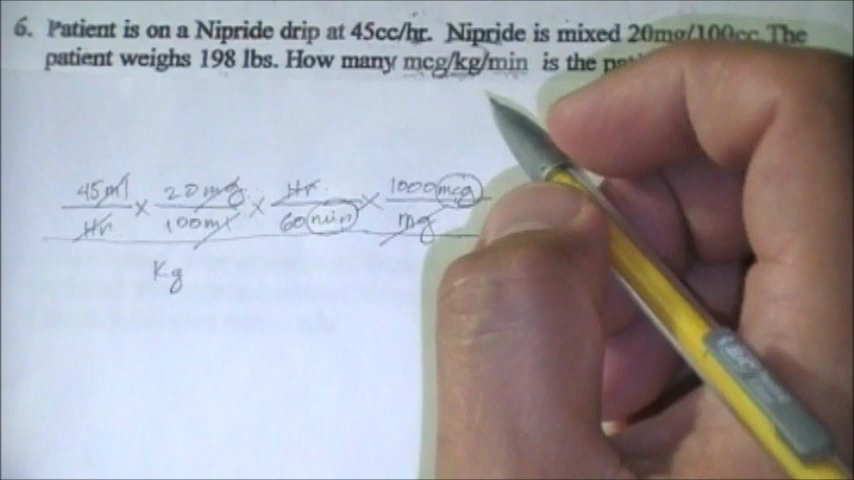 6. Patient is on a Nipride drip at 45cc/hr. Nipride is mixed 20mg/100cc. The
patient weighs 198 lbs. How many mcg/kg/min is the
45ml x 20mg x Hr x 1000mcg
Hr 100ml 60min mg
Kg
BIC